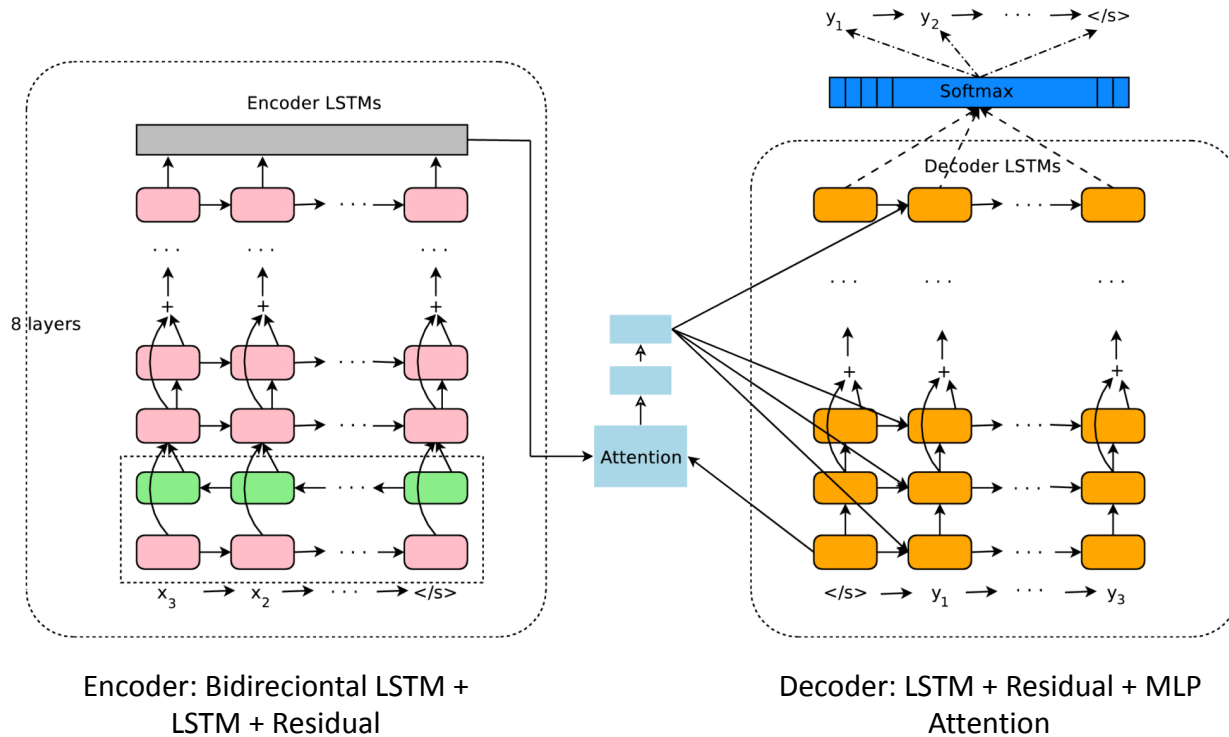 y1 y2 · · · </s>
Softmax
Encoder LSTMs
Decoder LSTMs
· · ·
· · · · · · · · ·
· · · · · · · · ·
+ + +
8 layers
+ + +
· · ·
· · ·
Attention
· · ·
· · ·
· · ·
· · ·
x3 x2 · · · </s>
</s> y1 · · · y3
Encoder: Bidireciontal LSTM +
LSTM + Residual
Decoder: LSTM + Residual + MLP
Attention